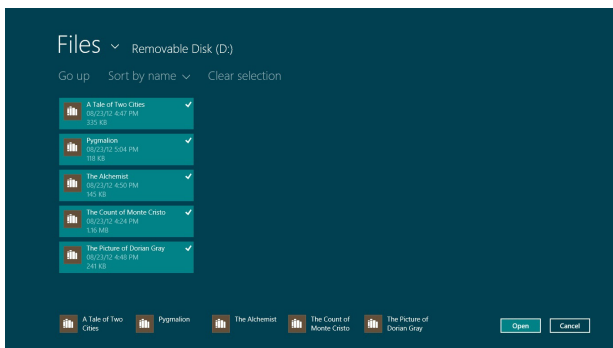 Files Removable Disk (D:)
Go up Sort by name Clear selection
A Tale of Two Cities
08/23/12 4:47 PM
335 KB
Pygmalion
08/23/12 5:04 PM
118 KB
The Alchemist
08/23/12 4:50 PM
145 KB
The Count of Monte Cristo
08/23/12 4:24 PM
1.16 MB
The Picture of Dorian Gray
08/23/12 4:48 PM
241 KB
A Tale of Two
Cities
Pygmalion
The Alchemist
The Count of
Monte Cristo
The Picture of
Dorian Gray
Open Cancel